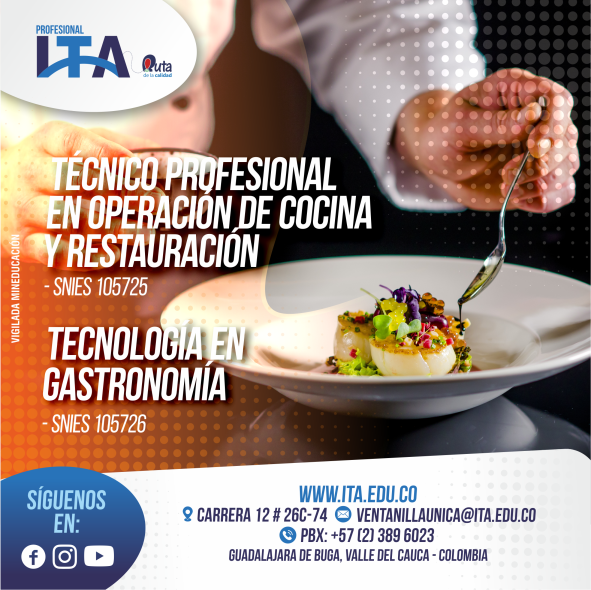 PROFESIONAL
ITA
Ruta
de la calidad
TÉCNICO PROFESIONAL
EN OPERACIÓN DE COCINA
Y RESTAURACIÓN
- SNIES 105725
TECNOLOGÍA EN
GASTRONOMÍA
- SNIES 105726
VIGILADA MINEDUCACION
SÍGUENOS
EN:
WWW.ITA.EDU.CO
CARRERA 12 # 26C-74 VENTANILLAUNICA@ITA.EDU.CO
PBX: +57 (2) 389 6023
GUADALAJARA DE BUGA, VALLE DEL CAUCA - COLOMBIA